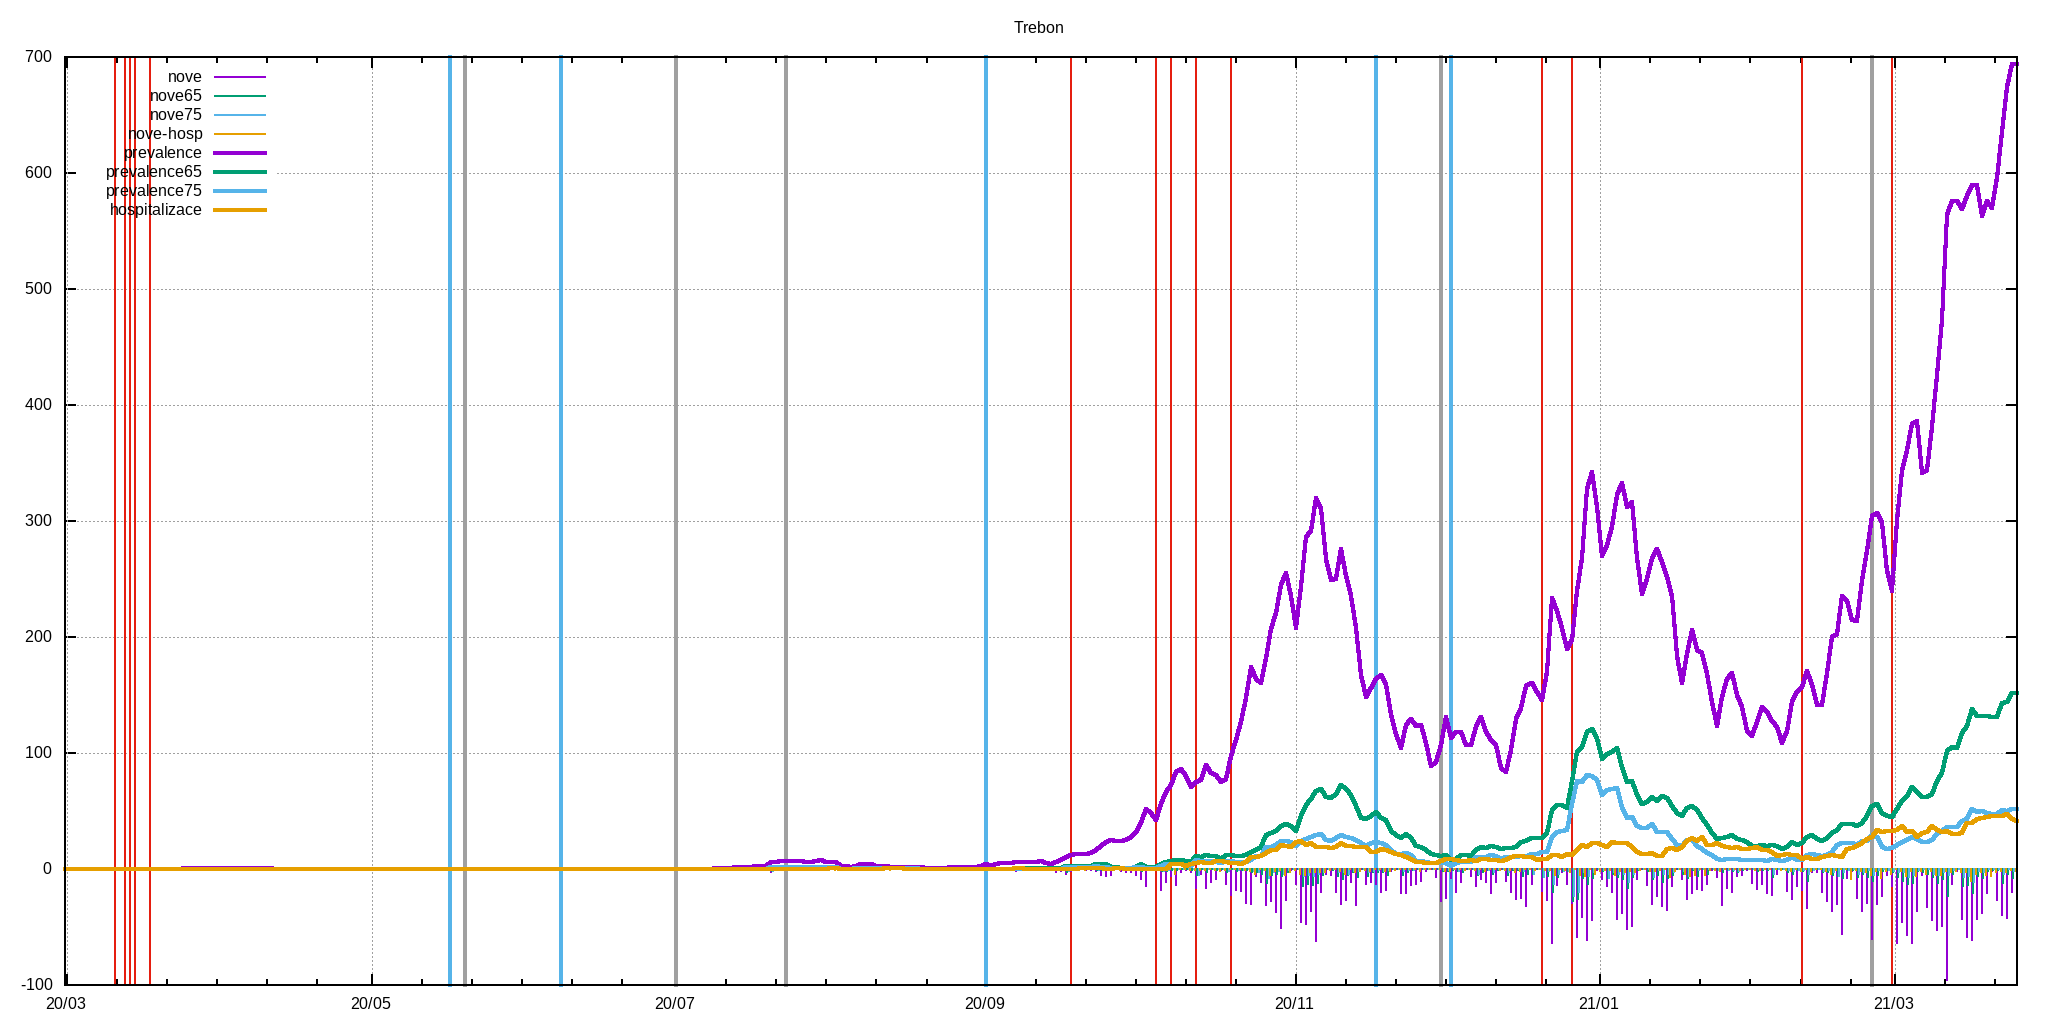 Trebon
700
600
500
400
300
200
100
0
-100
nove
nove65
nove75
nove-hosp
prevalence
prevalence65
prevalence75
hospitalizace
20/03 20/05 20/07 20/09 20/11 21/01 21/03